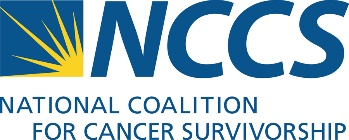 NCCS
NATIONAL COALITION
FOR CANCER SURVIVORSHIP